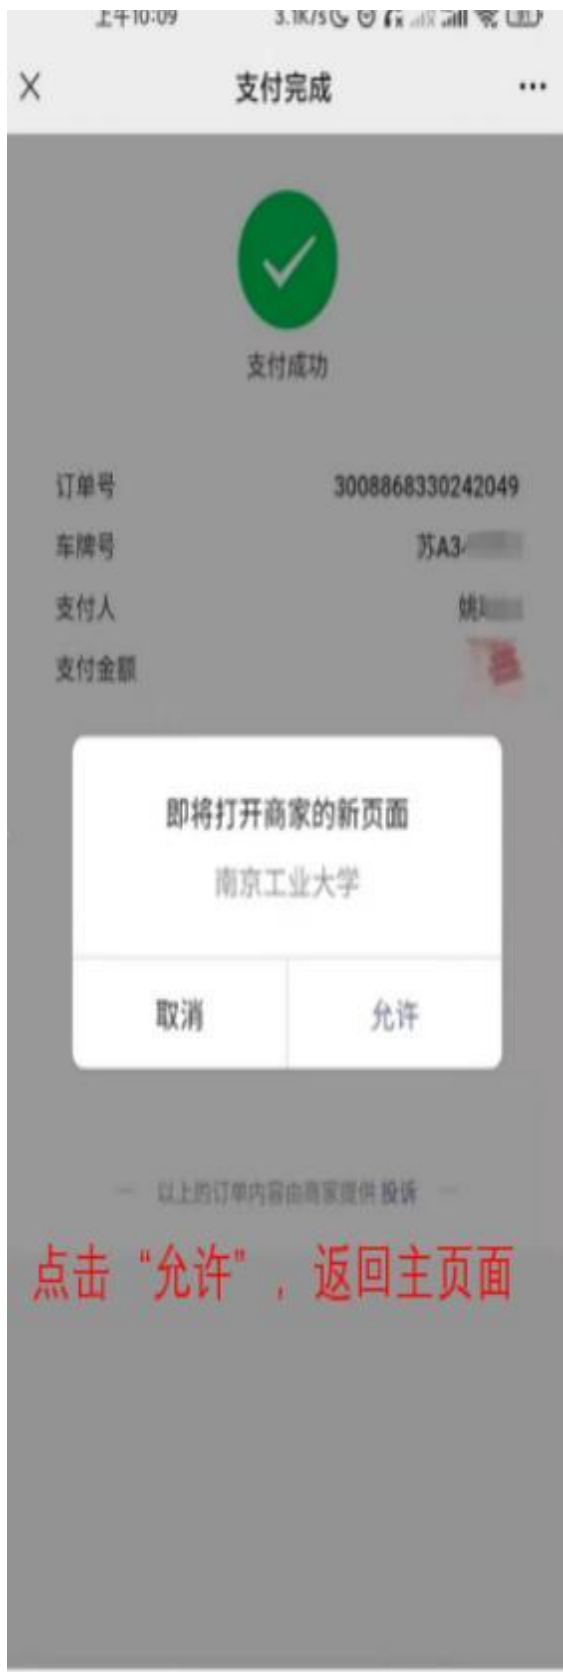 上午10:09 3.1K/s
支付完成
支付成功
订单号 3008868330242049
车牌号 苏A3
支付人 姚
支付金额
即将打开商家的新页面
南京工业大学
取消 允许
以上的订单内容由商家提供 投诉
点击“允许”，返回主页面